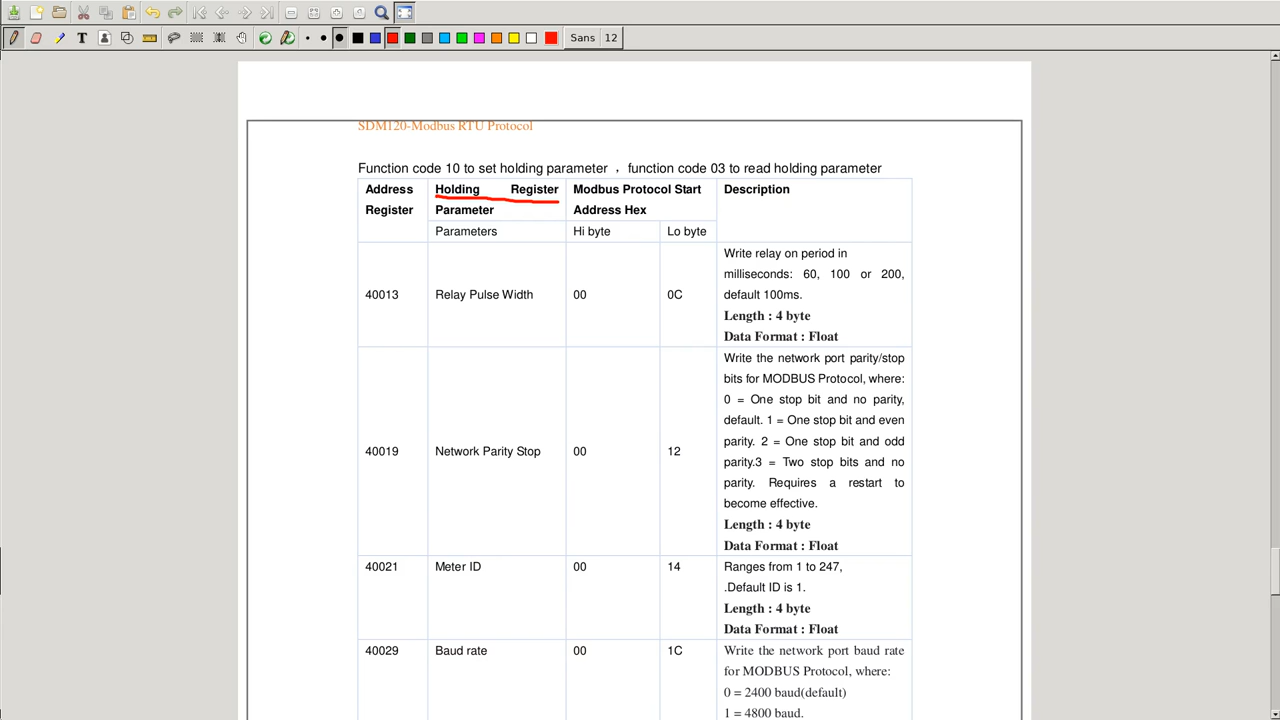 T
Sans 12
SDM120-Modbus RTU Protocol
Function code 10 to set holding parameter ，function code 03 to read holding parameter
Address Register
Holding Register Parameter
Modbus Protocol Start Address Hex
Description
Parameters
Hi byte
Lo byte
40013
Relay Pulse Width
00
0C
Write relay on period in
milliseconds: 60, 100 or 200,
default 100ms.
Length : 4 byte
Data Format : Float
40019
Network Parity Stop
00
12
Write the network port parity/stop
bits for MODBUS Protocol, where:
0 = One stop bit and no parity,
default. 1 = One stop bit and even
parity. 2 = One stop bit and odd
parity.3 = Two stop bits and no
parity. Requires a restart to
become effective.
Length : 4 byte
Data Format : Float
40021
Meter ID
00
14
Ranges from 1 to 247,
.Default ID is 1.
Length : 4 byte
Data Format : Float
40029
Baud rate
00
1C
Write the network port baud rate
for MODBUS Protocol, where:
0 = 2400 baud(default)
1 = 4800 baud.